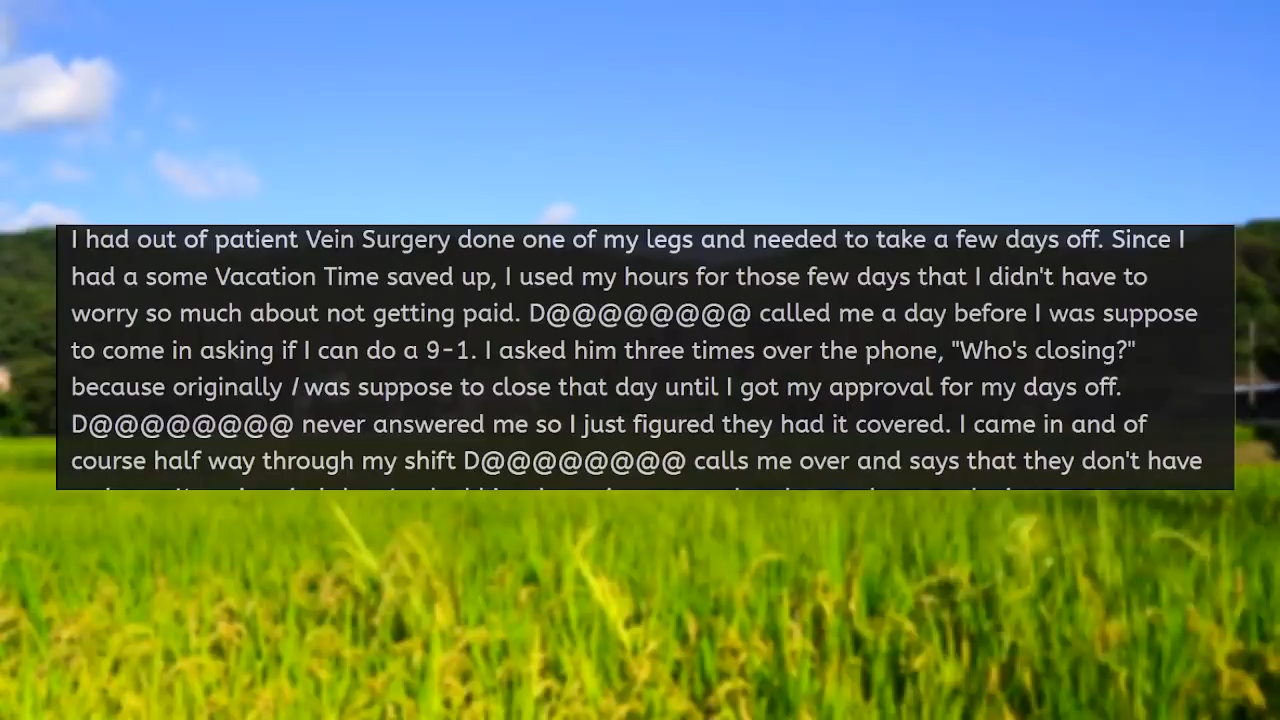 I had out of patient Vein Surgery done one of my legs and needed to take a few days off. Since I
had a some Vacation Time saved up, I used my hours for those few days that I didn't have to
worry so much about not getting paid. D@@@@@@@@ called me a day before I was suppose
to come in asking if I can do a 9-1. I asked him three times over the phone, "Who's closing?"
because originally I was suppose to close that day until I got my approval for my days off.
D@@@@@@@@ never answered me so I just figured they had it covered. I came in and of
course half way through my shift D@@@@@@@@ calls me over and says that they don't have